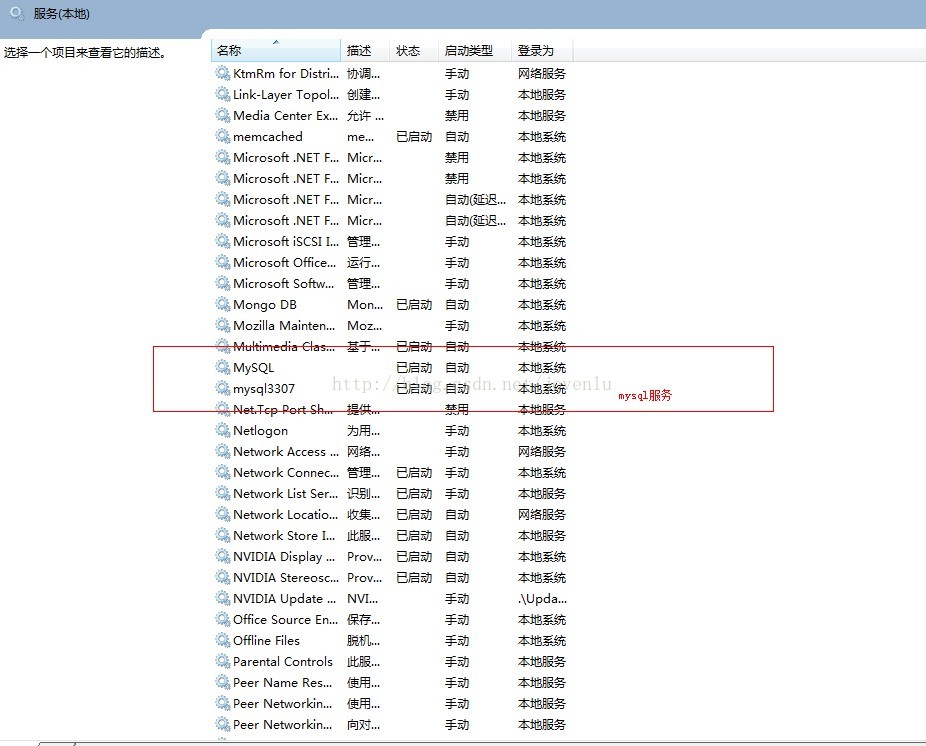 服务(本地)
选择一个项目来查看它的描述。
名称 描述 状态 启动类型 登录为
KtmRm for Distri... 协调... 手动 网络服务
Link-Layer Topol... 创建... 手动 本地服务
Media Center Ex... 允许 ... 禁用 本地服务
memcached me... 已启动 自动 本地系统
Microsoft .NET F... Micr... 禁用 本地系统
Microsoft .NET F... Micr... 禁用 本地系统
Microsoft .NET F... Micr... 自动(延迟... 本地系统
Microsoft .NET F... Micr... 自动(延迟... 本地系统
Microsoft iSCSI I... 管理... 手动 本地系统
Microsoft Office... 运行... 手动 本地系统
Microsoft Softw... 管理... 手动 本地系统
Mongo DB Mon... 已启动 自动 本地系统
Mozilla Mainten... Moz... 手动 本地系统
Multimedia Clas... 基于... 已启动 自动 本地系统
MySQL 已启动 自动 本地系统
mysql3307 已启动 自动 本地系统
mysql服务
Net.Tcp Port Sh... 提供... 禁用 本地服务
Netlogon 为用... 手动 本地系统
Network Access ... 网络... 手动 网络服务
Network Connec... 管理... 已启动 手动 本地系统
Network List Ser... 识别... 已启动 手动 本地服务
Network Locatio... 收集... 已启动 自动 网络服务
Network Store I... 此服... 已启动 自动 本地服务
NVIDIA Display ... Prov... 已启动 自动 本地系统
NVIDIA Stereosc... Prov... 已启动 自动 本地系统
NVIDIA Update ... NVI... 手动 .\Upda...
Office Source En... 保存... 手动 本地系统
Offline Files 脱机... 手动 本地系统
Parental Controls 此服... 手动 本地服务
Peer Name Res... 使用... 手动 本地服务
Peer Networkin... 使用... 手动 本地服务
Peer Networkin... 向对... 手动 本地服务